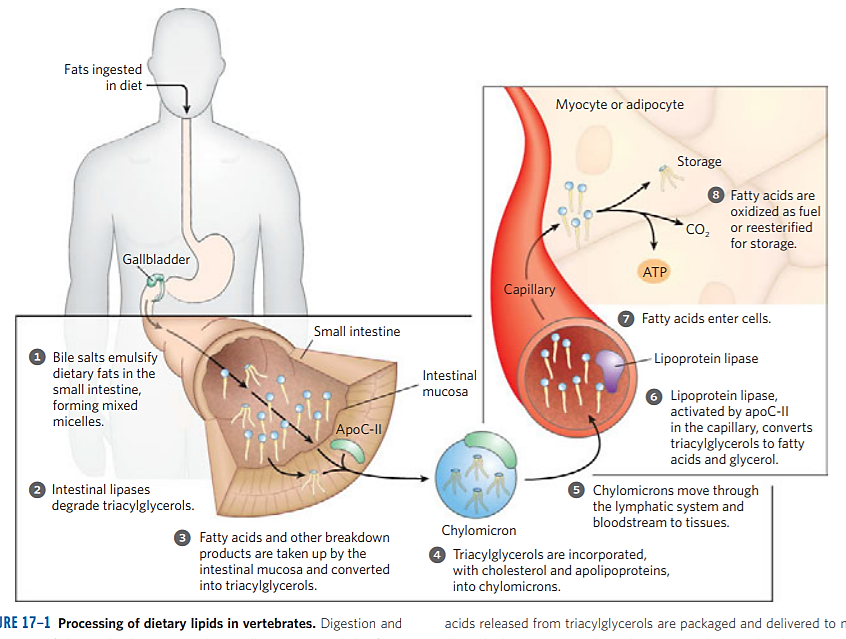 Fats ingested
in diet
Gallbladder
Small intestine
1 Bile salts emulsify
dietary fats in the
small intestine,
forming mixed
micelles.
Intestinal
mucosa
ApoC-II
2 Intestinal lipases
degrade triacylglycerols.
3 Fatty acids and other breakdown
products are taken up by the
intestinal mucosa and converted
into triacylglycerols.
Chylomicron
4 Triacylglycerols are incorporated,
with cholesterol and apolipoproteins,
into chylomicrons.
5 Chylomicrons move through
the lymphatic system and
bloodstream to tissues.
Capillary
Lipoprotein lipase
6 Lipoprotein lipase,
activated by apoC-II
in the capillary, converts
triacylglycerols to fatty
acids and glycerol.
7 Fatty acids enter cells.
Myocyte or adipocyte
Storage
CO2
ATP
8 Fatty acids are
oxidized as fuel
or reesterified
for storage.
URE 17–1 Processing of dietary lipids in vertebrates. Digestion and
acids released from triacylglycerols are packaged and delivered to